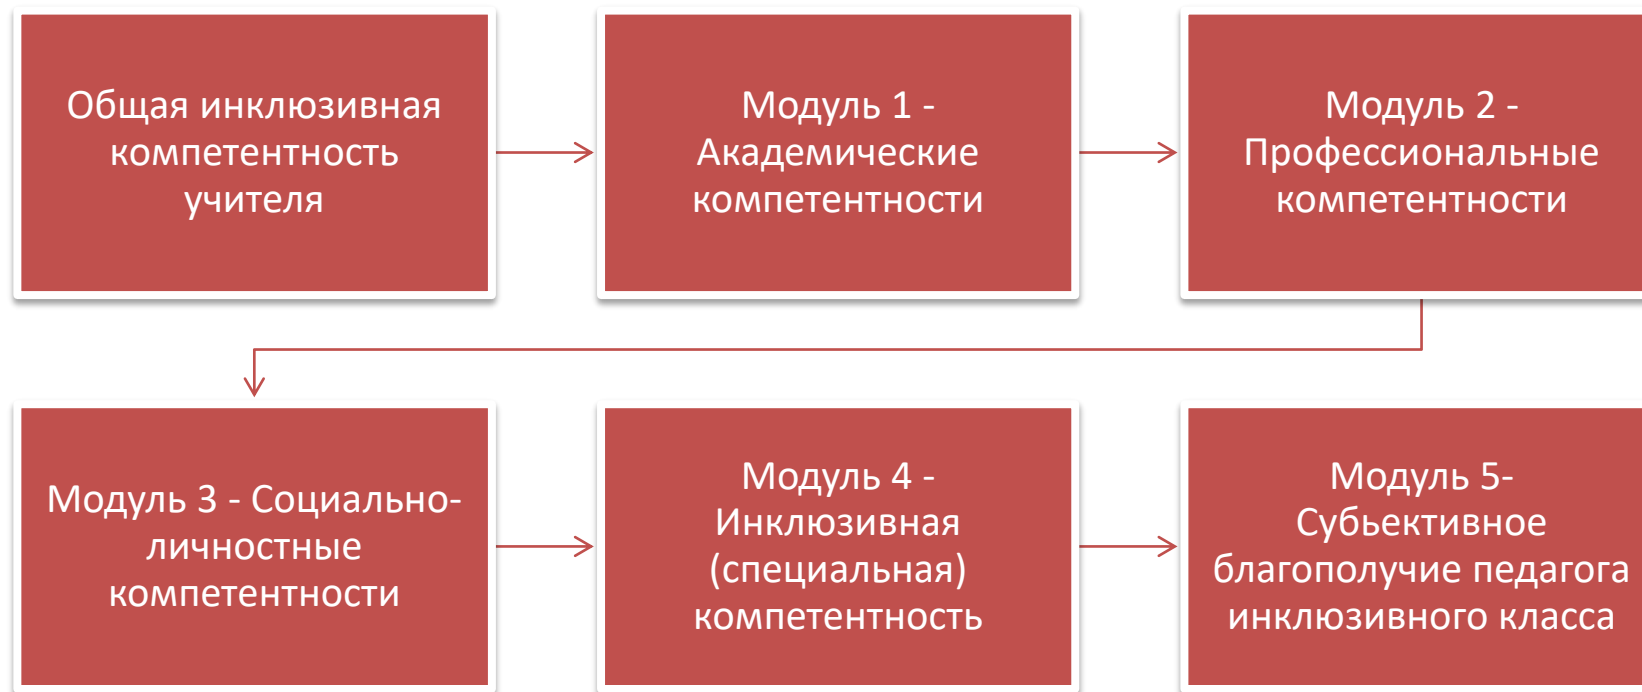 Общая инклюзивная
компетентность
учителя
Модуль 1 -
Академические
компетентности
Модуль 2 -
Профессиональные
компетентности
Модуль 3 - Социально-
личностные
компетентности
Модуль 4 -
Инклюзивная
(специальная)
компетентность
Модуль 5-
Субьективное
благополучие педагога
инклюзивного класса